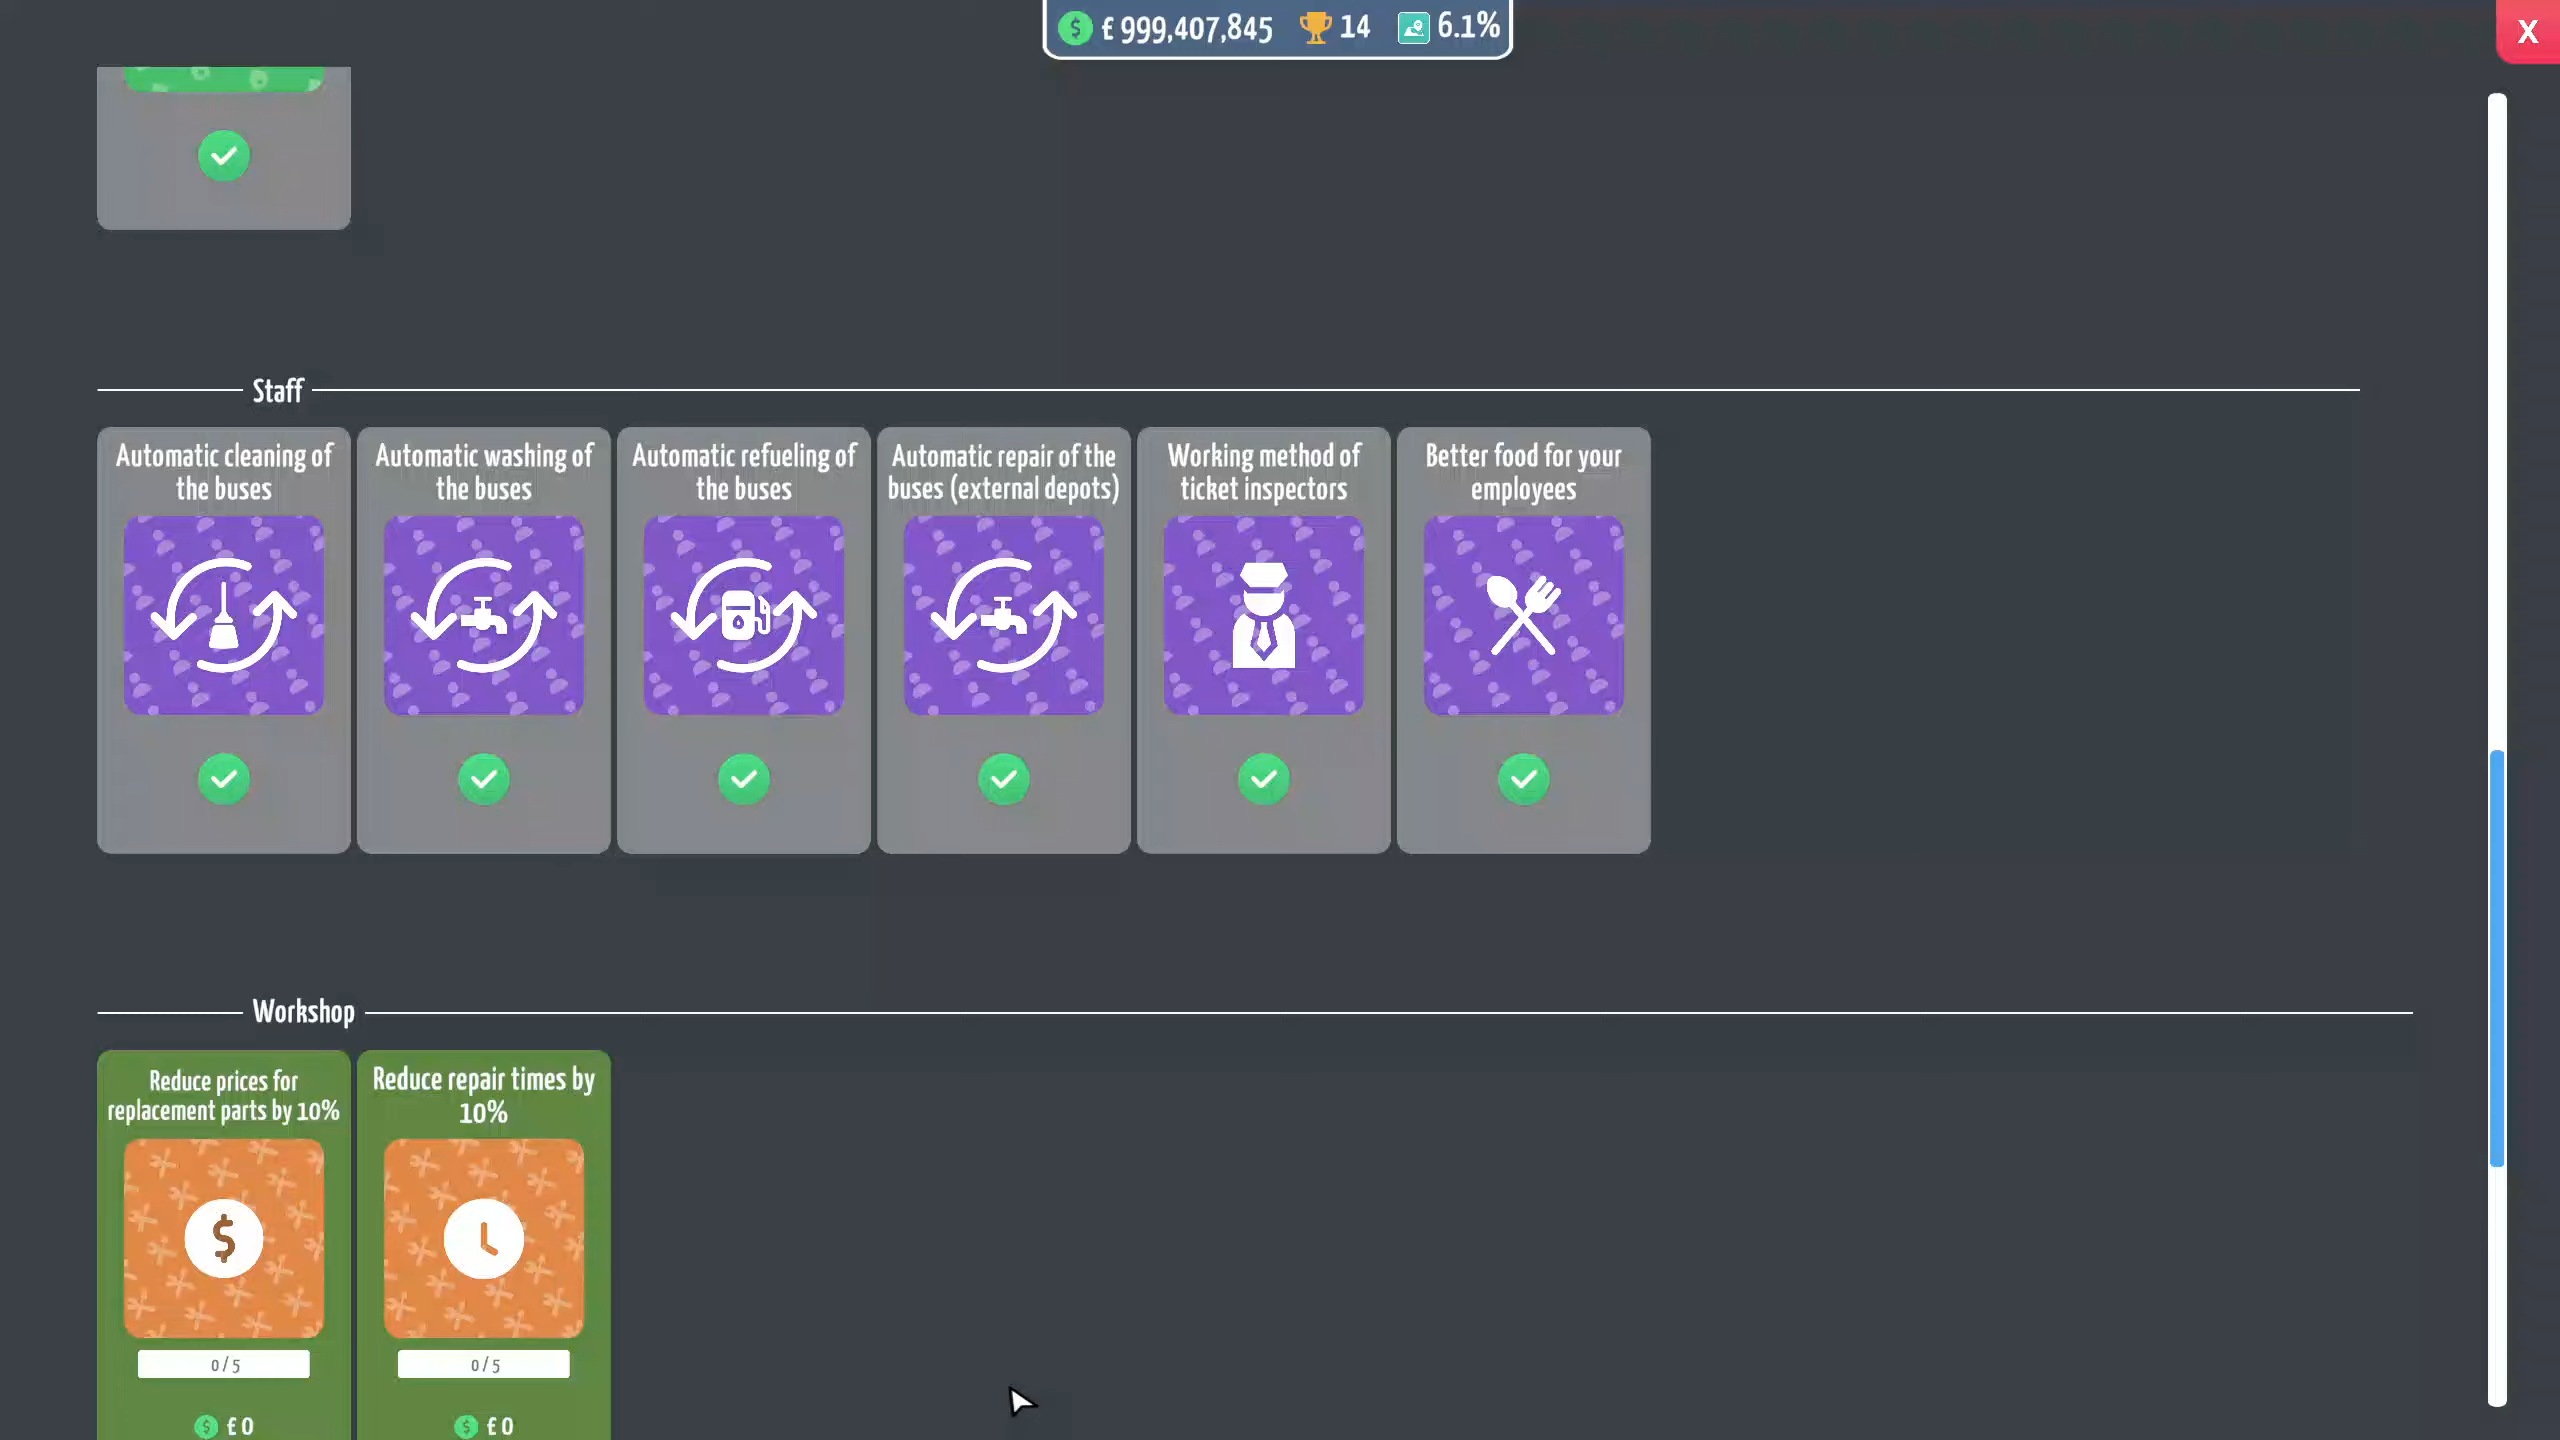 £ 999,407,845 14 6.1%
X
Staff
Automatic cleaning of
the buses
Automatic washing of
the buses
Automatic refueling of
the buses
Automatic repair of the
buses (external depots)
Working method of
ticket inspectors
Better food for your
employees
Workshop
Reduce prices for
replacement parts by 10%
Reduce repair times by
10%
0 / 5
0 / 5
£ 0
£ 0